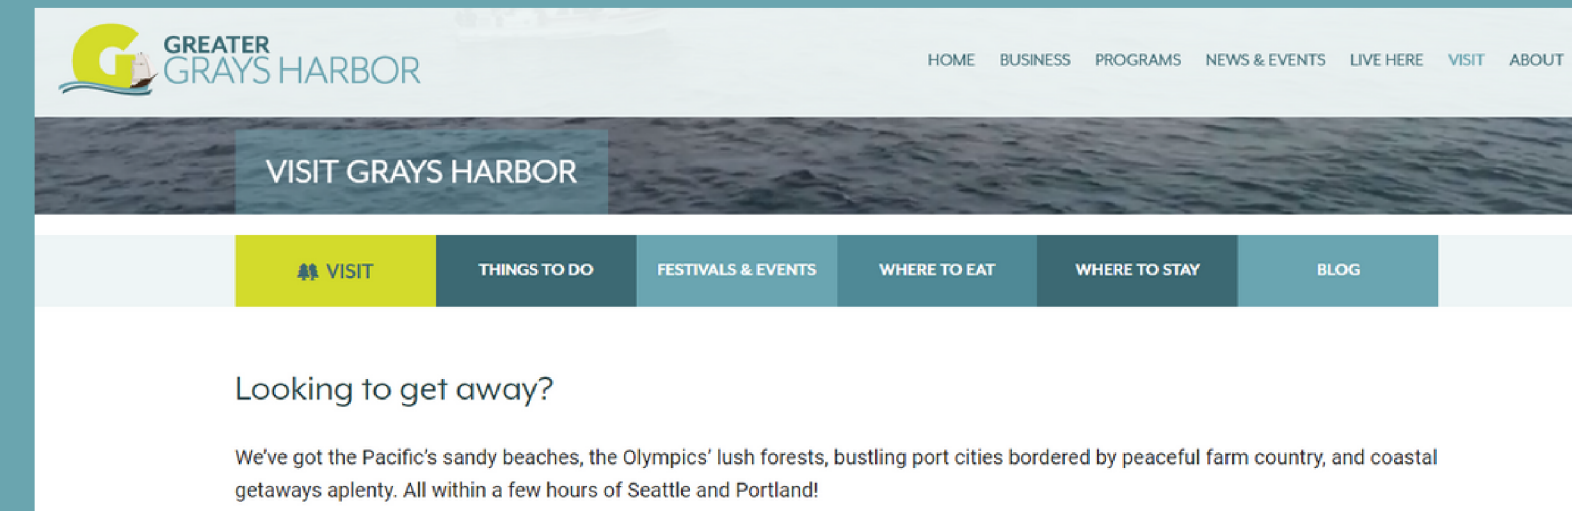 GREATER
GRAYS HARBOR
HOME BUSINESS PROGRAMS NEWS & EVENTS LIVE HERE VISIT ABOUT
VISIT GRAYS HARBOR
VISIT THINGS TO DO FESTIVALS & EVENTS WHERE TO EAT WHERE TO STAY BLOG
Looking to get away?
We've got the Pacific's sandy beaches, the Olympics' lush forests, bustling port cities bordered by peaceful farm country, and coastal
getaways aplenty. All within a few hours of Seattle and Portland!